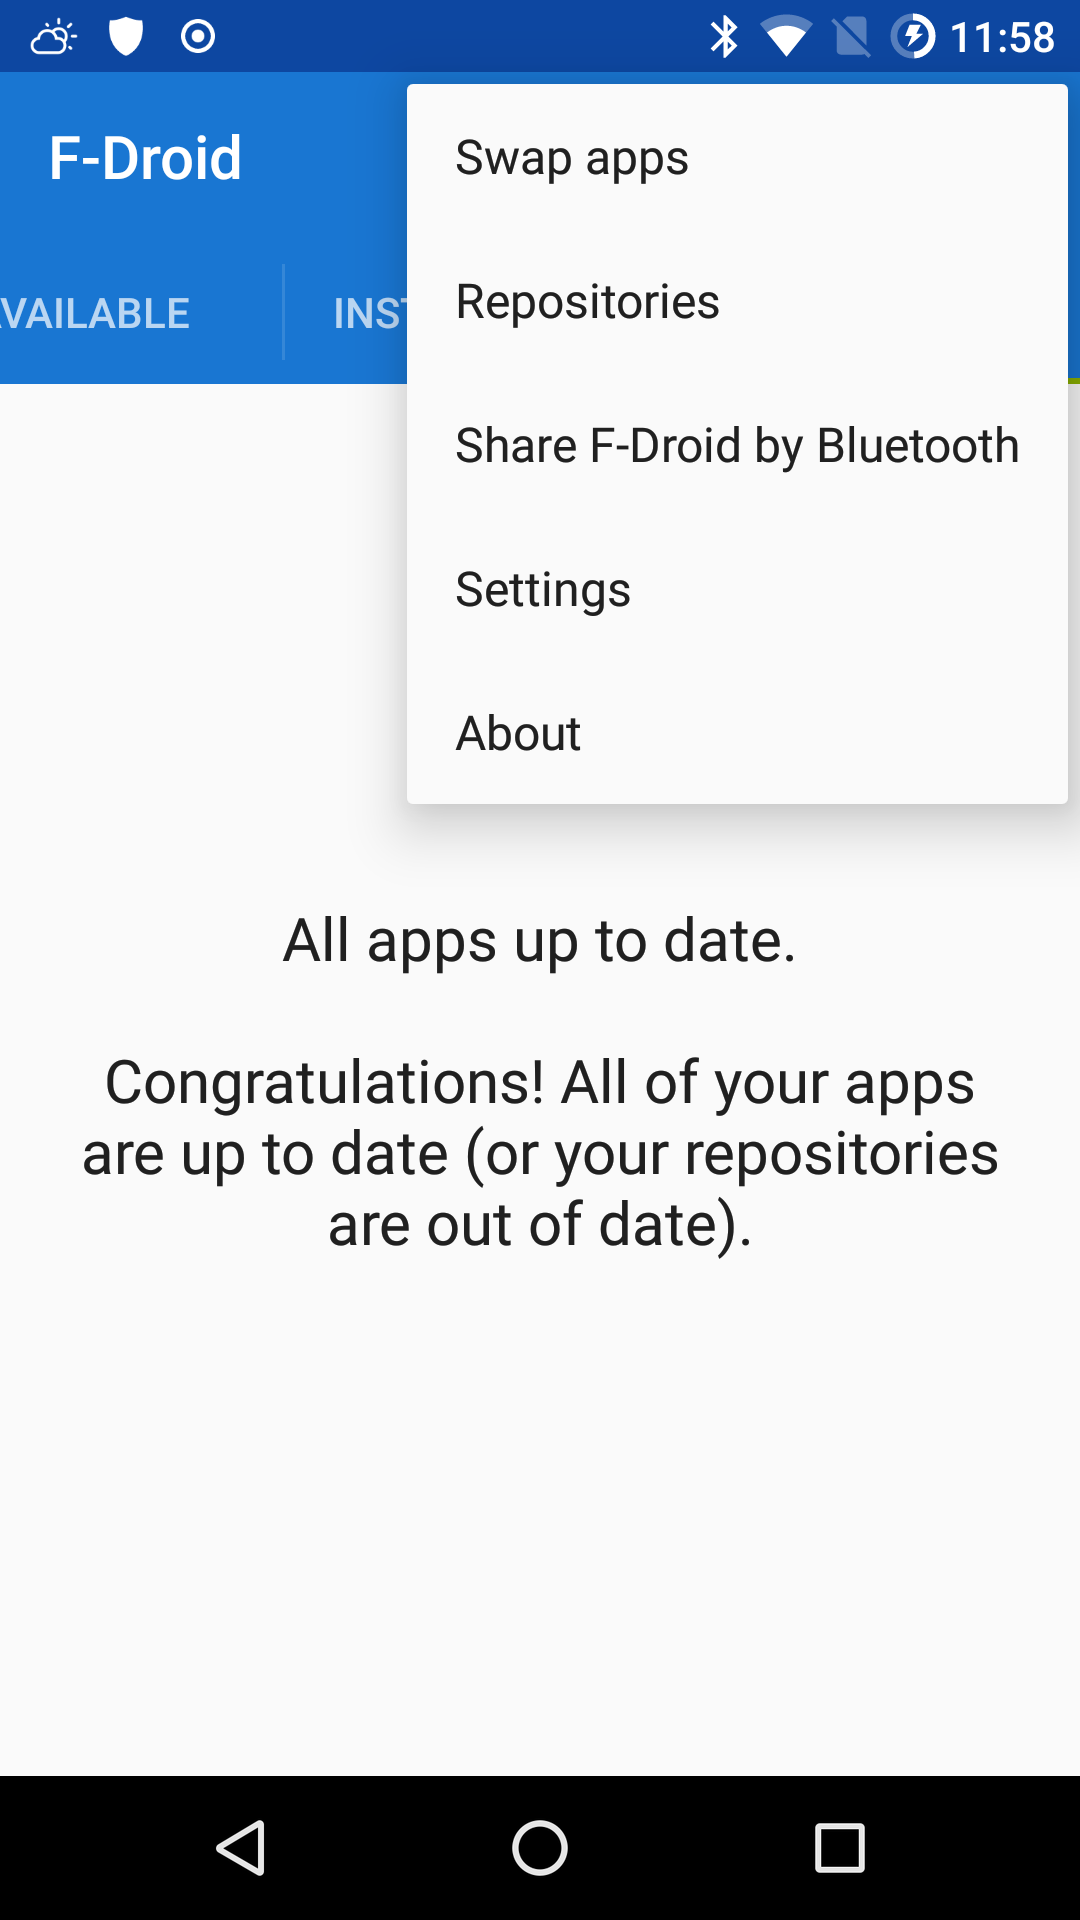 11:58
F-Droid
VAILABLE
INST
Swap apps
Repositories
Share F-Droid by Bluetooth
Settings
About
All apps up to date.
Congratulations! All of your apps
are up to date (or your repositories
are out of date).